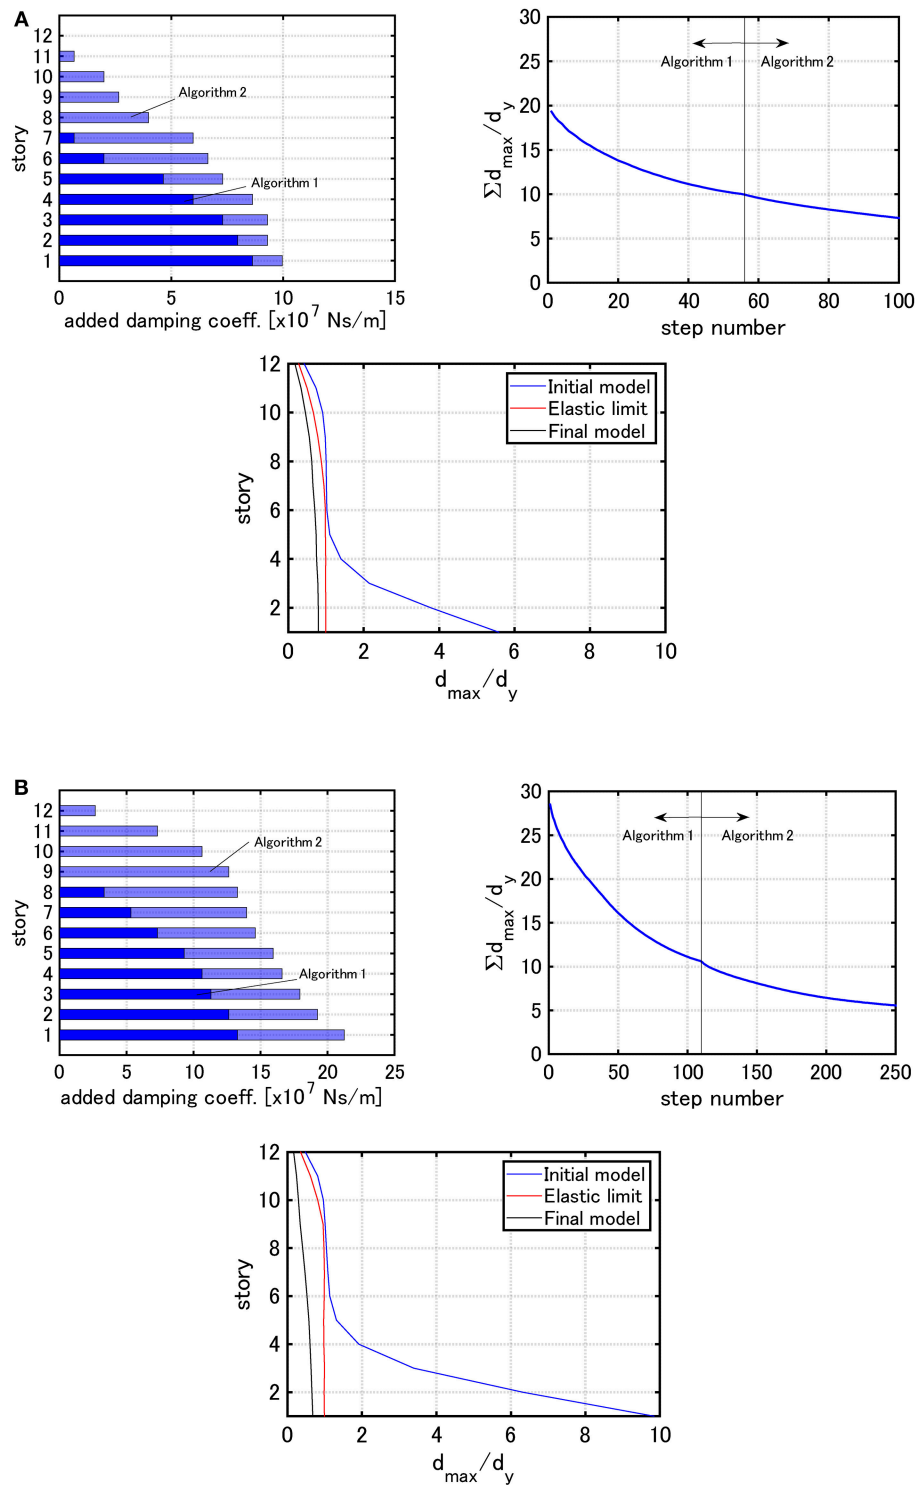 A
12
11
10
9
8
7
6
5
4
3
2
1
story
Algorithm 2
Algorithm 1
0 5 10 15
added damping coeff. [x10^7 Ns/m]
30
25
20
15
10
5
0
Σd_max/d_y
Algorithm 1 Algorithm 2
0 20 40 60 80 100
step number
12
10
8
6
4
2
story
Initial model
Elastic limit
Final model
0 2 4 6 8 10
d_max/d_y
B
12
11
10
9
8
7
6
5
4
3
2
1
story
Algorithm 2
Algorithm 1
0 5 10 15 20 25
added damping coeff. [x10^7 Ns/m]
30
25
20
15
10
5
0
Σd_max/d_y
Algorithm 1 Algorithm 2
0 50 100 150 200 250
step number
12
10
8
6
4
2
story
Initial model
Elastic limit
Final model
0 2 4 6 8 10
d_max/d_y